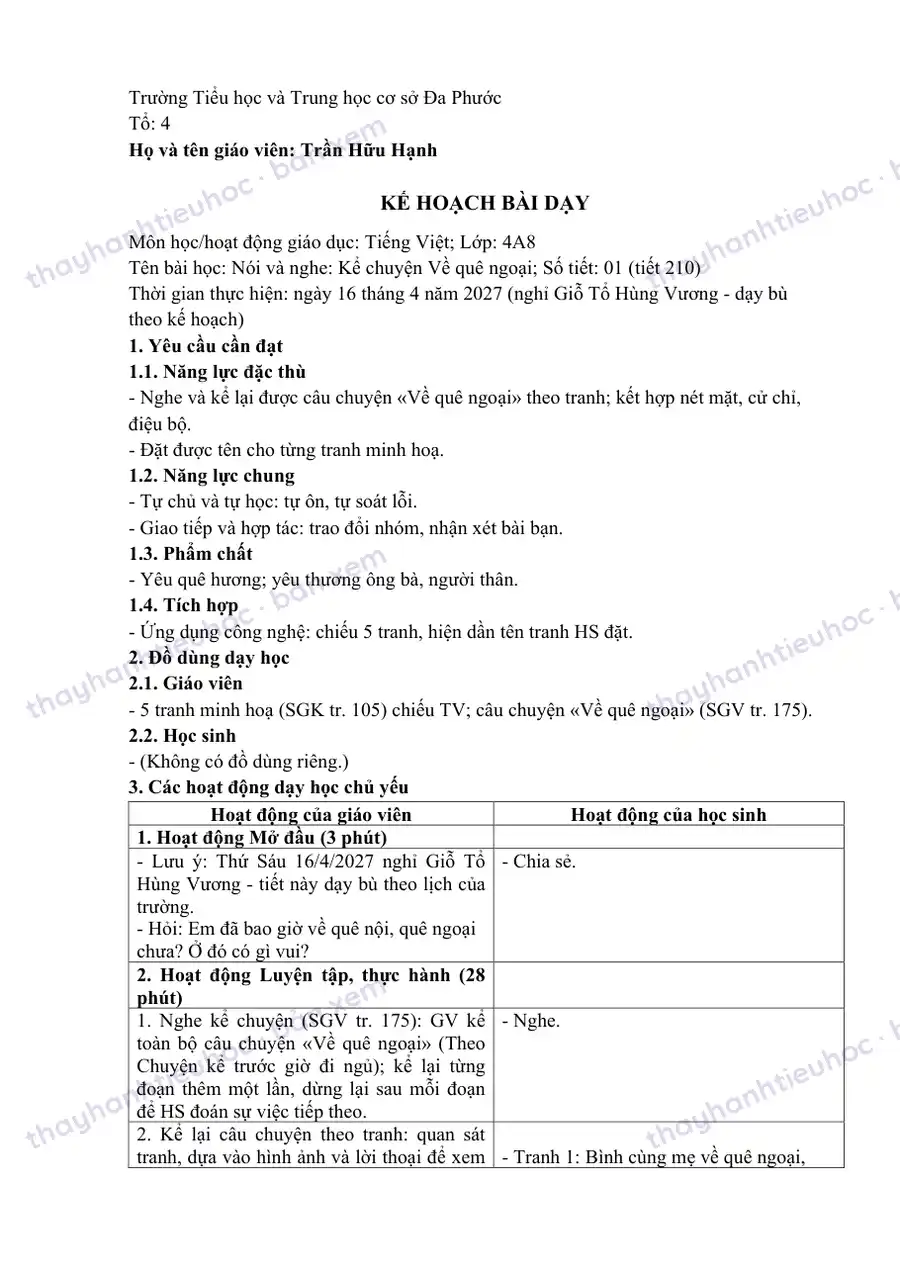 Trường Tiểu học và Trung học cơ sở Đa Phước
Tổ: 4
Họ và tên giáo viên: Trần Hữu Hạnh
KẾ HOẠCH BÀI DẠY
Môn học/hoạt động giáo dục: Tiếng Việt; Lớp: 4A8
Tên bài học: Nói và nghe: Kể chuyện Về quê ngoại; Số tiết: 01 (tiết 210)
Thời gian thực hiện: ngày 16 tháng 4 năm 2027 (nghỉ Giỗ Tổ Hùng Vương - dạy bù
theo kế hoạch)
1. Yêu cầu cần đạt
1.1. Năng lực đặc thù
- Nghe và kể lại được câu chuyện «Về quê ngoại» theo tranh; kết hợp nét mặt, cử chỉ,
điệu bộ.
- Đặt được tên cho từng tranh minh hoạ.
1.2. Năng lực chung
- Tự chủ và tự học: tự ôn, tự soát lỗi.
- Giao tiếp và hợp tác: trao đổi nhóm, nhận xét bài bạn.
1.3. Phẩm chất
- Yêu quê hương; yêu thương ông bà, người thân.
1.4. Tích hợp
- Ứng dụng công nghệ: chiếu 5 tranh, hiện dần tên tranh HS đặt.
2. Đồ dùng dạy học
2.1. Giáo viên
- 5 tranh minh hoạ (SGK tr. 105) chiếu TV; câu chuyện «Về quê ngoại» (SGV tr. 175).
2.2. Học sinh
- (Không có đồ dùng riêng.)
3. Các hoạt động dạy học chủ yếu
Hoạt động của giáo viên
Hoạt động của học sinh
1. Hoạt động Mở đầu (3 phút)
- Lưu ý: Thứ Sáu 16/4/2027 nghỉ Giỗ Tổ
Hùng Vương - tiết này dạy bù theo lịch của
trường.
- Hỏi: Em đã bao giờ về quê nội, quê ngoại
chưa? Ở đó có gì vui?
- Chia sẻ.
2. Hoạt động Luyện tập, thực hành (28
phút)
1. Nghe kể chuyện (SGV tr. 175): GV kể
toàn bộ câu chuyện «Về quê ngoại» (Theo
Chuyện kể trước giờ đi ngủ); kể lại từng
đoạn thêm một lần, dừng lại sau mỗi đoạn
để HS đoán sự việc tiếp theo.
- Nghe.
2. Kể lại câu chuyện theo tranh: quan sát
tranh, dựa vào hình ảnh và lời thoại để xem
- Tranh 1: Bình cùng mẹ về quê ngoại,
thayhanhtieuhoc · bản xem
thayhanhtieuhoc · b
thayhanhtieuhoc · bản xem
thayhanhtieuhoc · b
thayhanhtieuhoc · bản xem
thayhanhtieuhoc · b